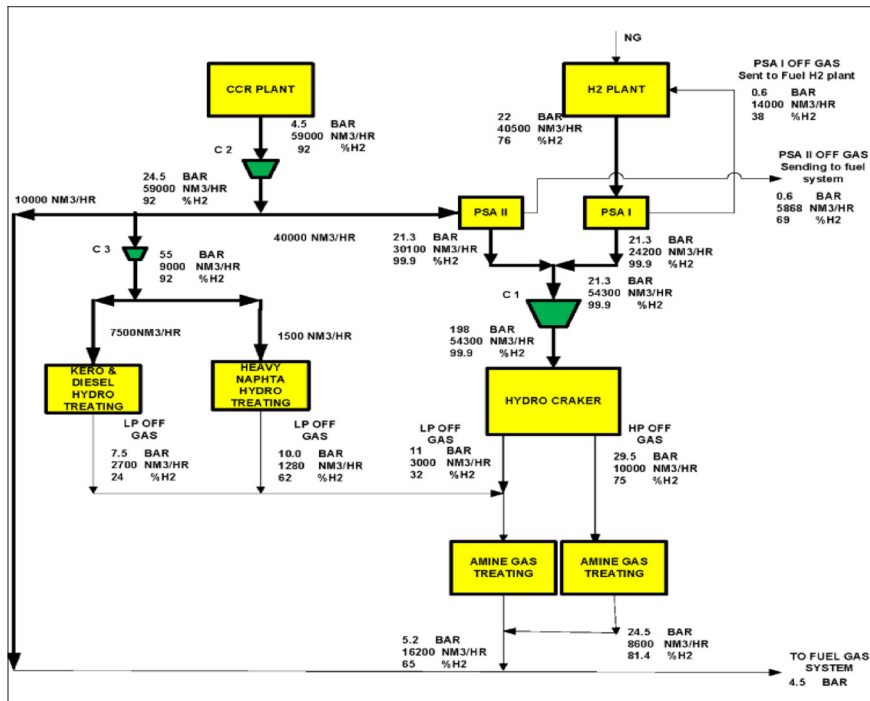 NG
CCR PLANT
H2 PLANT
PSA I OFF GAS
Sent to Fuel H2 plant
0.6 BAR
14000 NM3/HR
38 %H2
4.5 BAR
59000 NM3/HR
92 %H2
22 BAR
40500 NM3/HR
76 %H2
C 2
PSA II OFF GAS
Sending to fuel
system
0.6 BAR
5868 NM3/HR
69 %H2
24.5 BAR
59000 NM3/HR
92 %H2
10000 NM3/HR
40000 NM3/HR
PSA II
PSA I
21.3 BAR
30100 NM3/HR
99.9 %H2
21.3 BAR
24200 NM3/HR
99.9 %H2
C 3
55 BAR
9000 NM3/HR
92 %H2
C 1
21.3 BAR
54300 NM3/HR
99.9 %H2
7500NM3/HR
1500 NM3/HR
198 BAR
54300 NM3/HR
99.9 %H2
KERO &
DIESEL
HYDRO
TREATING
HEAVY
NAPHTA
HYDRO
TREATING
HYDRO CRAKER
LP OFF
GAS
7.5 BAR
2700 NM3/HR
24 %H2
LP OFF
GAS
10.0 BAR
1280 NM3/HR
62 %H2
LP OFF
GAS
11 BAR
3000 NM3/HR
32 %H2
HP OFF
GAS
29.5 BAR
10000 NM3/HR
75 %H2
AMINE GAS
TREATING
AMINE GAS
TREATING
5.2 BAR
16200 NM3/HR
65 %H2
24.5 BAR
8600 NM3/HR
81.4 %H2
TO FUEL GAS
SYSTEM
4.5 BAR